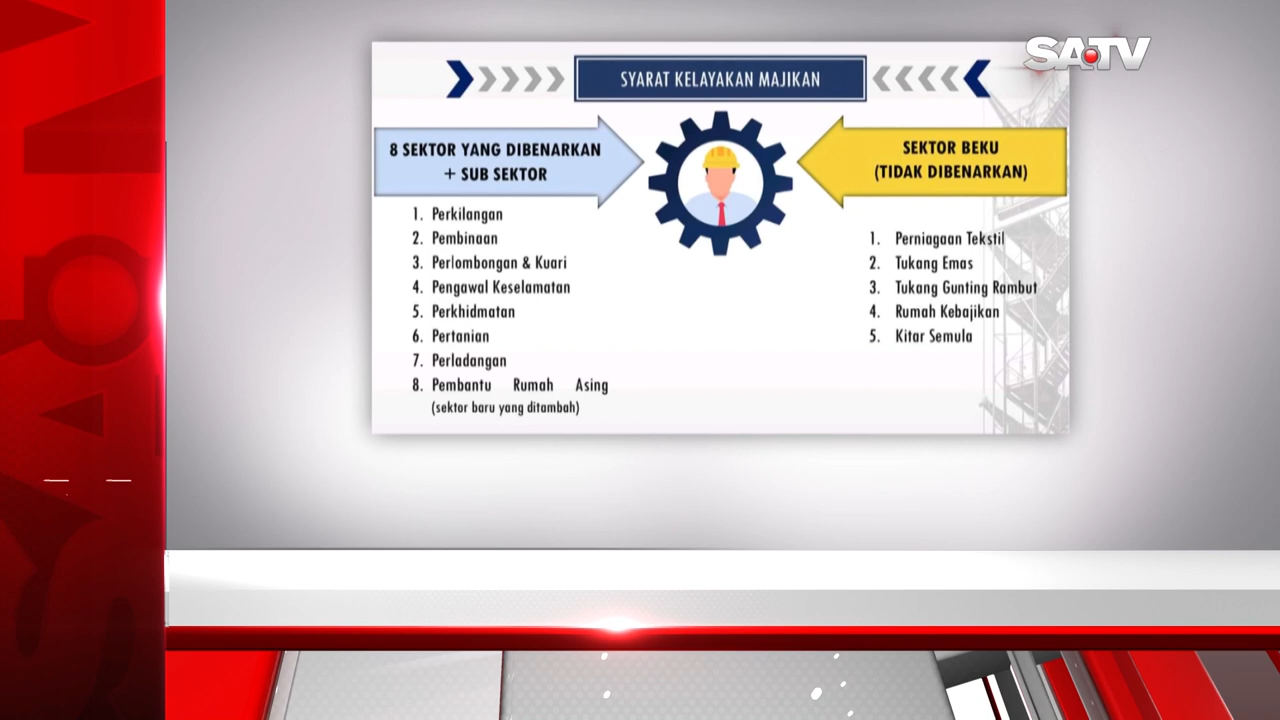 SA.TV
SYARAT KELAYAKAN MAJIKAN
8 SEKTOR YANG DIBENARKAN
+ SUB SEKTOR
1. Perkilangan
2. Pembinaan
3. Perlombongan & Kuari
4. Pengawal Keselamatan
5. Perkhidmatan
6. Pertanian
7. Perladangan
8. Pembantu Rumah Asing
(sektor baru yang ditambah)
SEKTOR BEKU
(TIDAK DIBENARKAN)
1. Perniagaan Tekstil
2. Tukang Emas
3. Tukang Gunting Rambut
4. Rumah Kebajikan
5. Kitar Semula